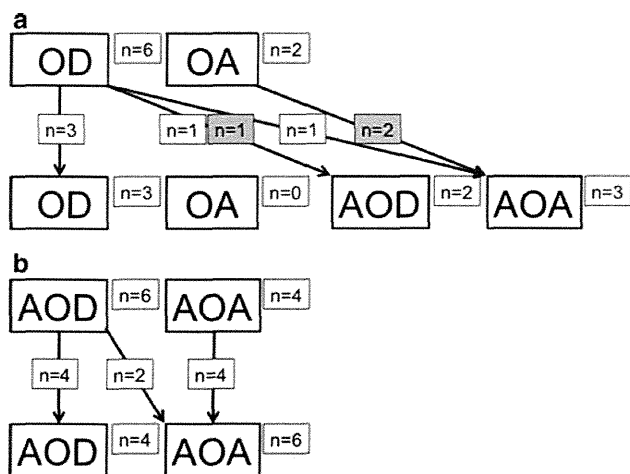 a
OD n=6 OA n=2
n=3 n=1 n=1 n=1 n=2
OD n=3 OA n=0 AOD n=2 AOA n=3
b
AOD n=6 AOA n=4
n=4 n=2 n=4
AOD n=4 AOA n=6